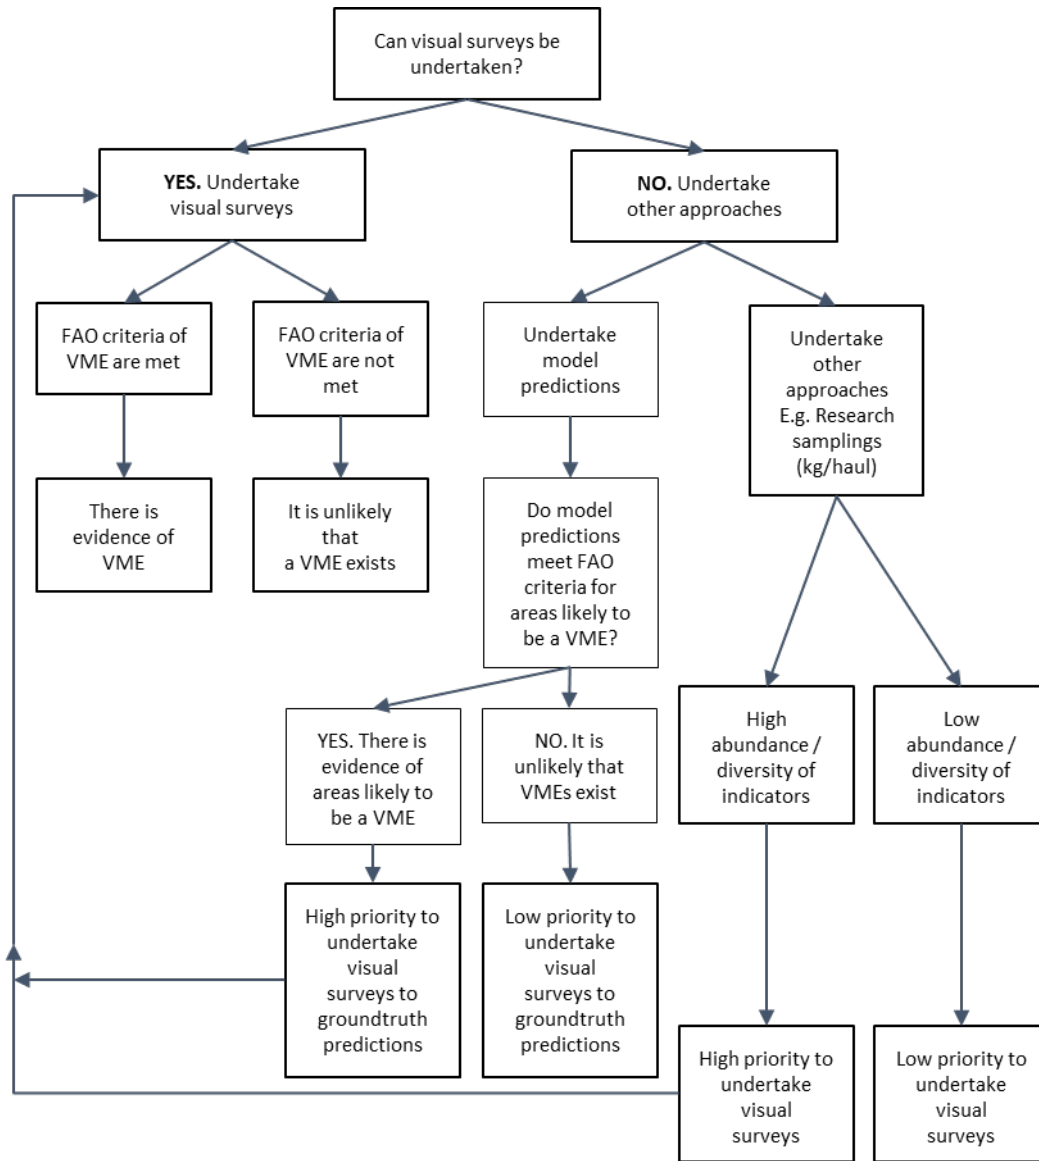 Can visual surveys be
undertaken?
YES. Undertake
visual surveys
NO. Undertake
other approaches
FAO criteria of
VME are met
FAO criteria of
VME are not
met
Undertake
model
predictions
Undertake
other
approaches
E.g. Research
samplings
(kg/haul)
There is
evidence of
VME
It is unlikely
that
a VME exists
Do model
predictions
meet FAO
criteria for
areas likely to
be a VME?
YES. There is
evidence of
areas likely to
be a VME
NO. It is
unlikely that
VMEs exist
High
abundance /
diversity of
indicators
Low
abundance /
diversity of
indicators
High priority to
undertake
visual
surveys to
groundtruth
predictions
Low priority to
undertake
visual
surveys to
groundtruth
predictions
High priority to
undertake
visual
surveys
Low priority to
undertake
visual
surveys